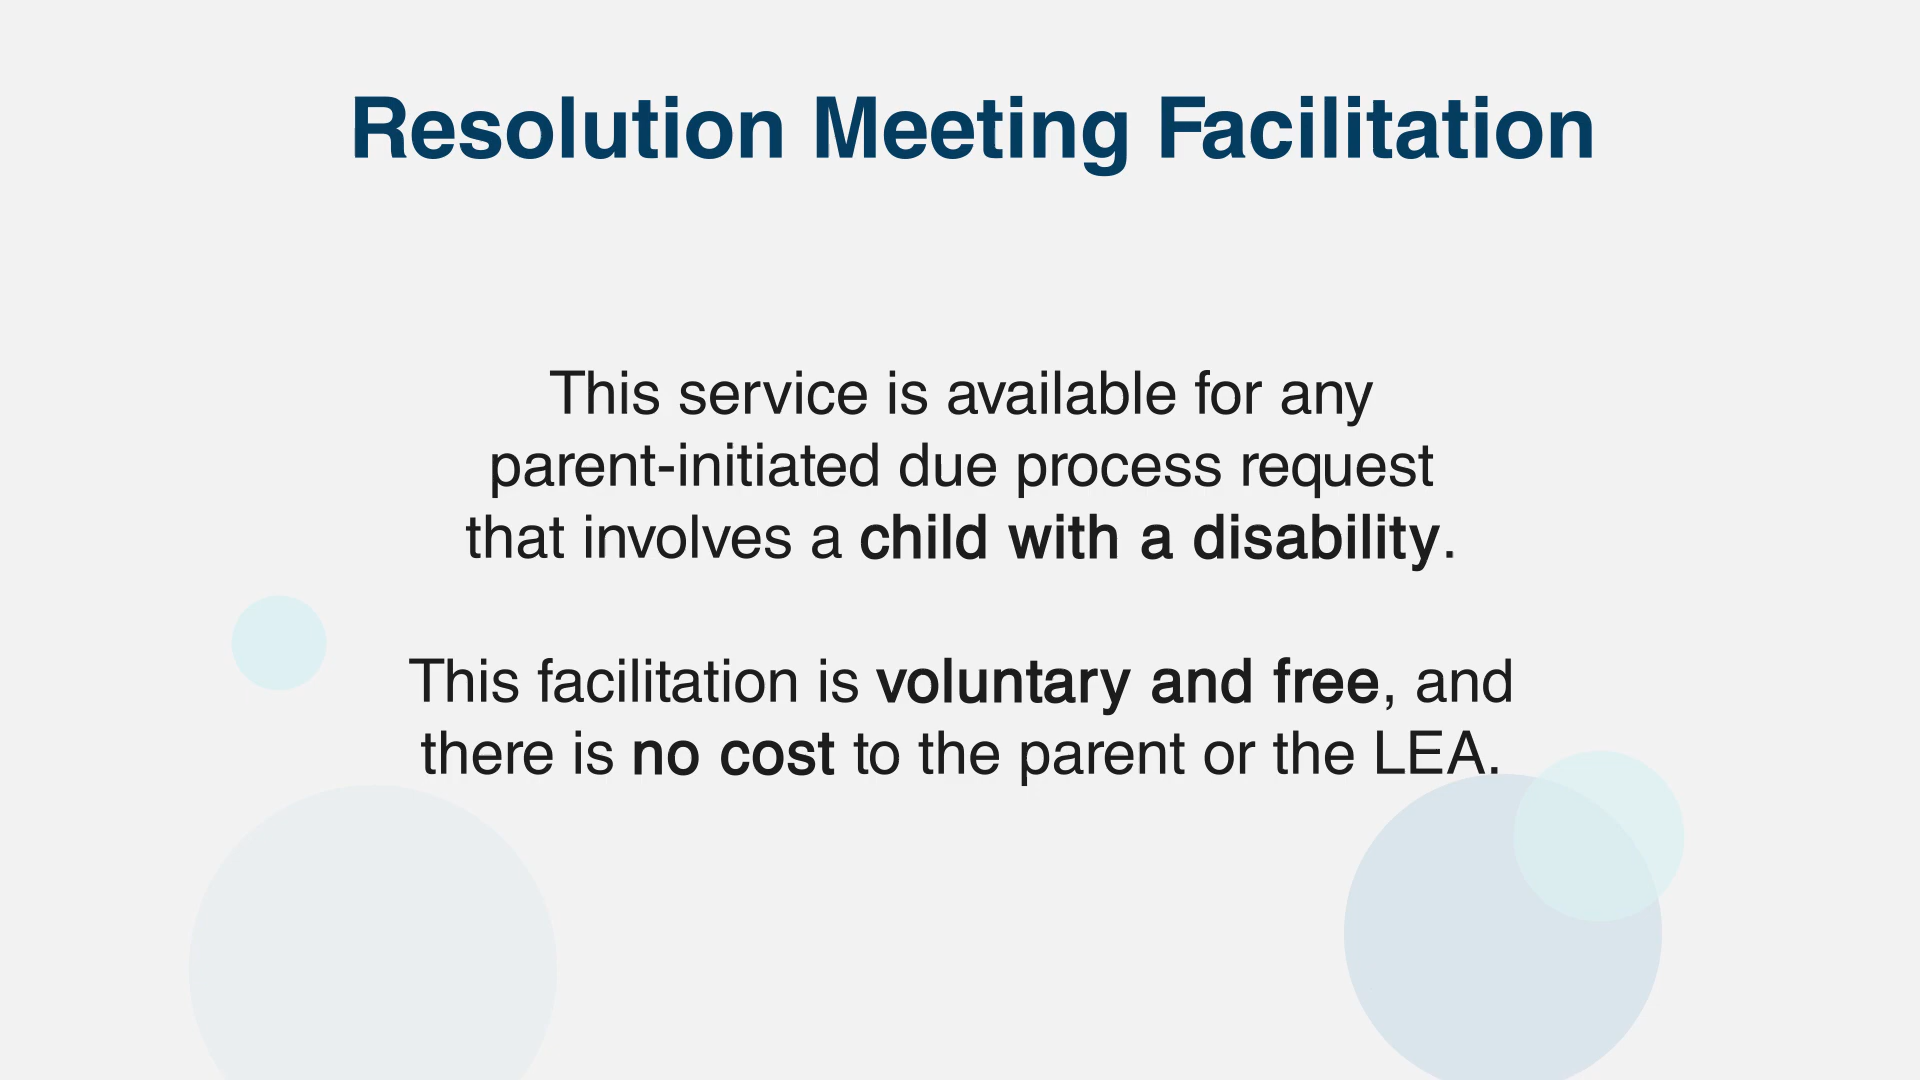 Resolution Meeting Facilitation
This service is available for any
parent-initiated due process request
that involves a child with a disability.
This facilitation is voluntary and free, and
there is no cost to the parent or the LEA.